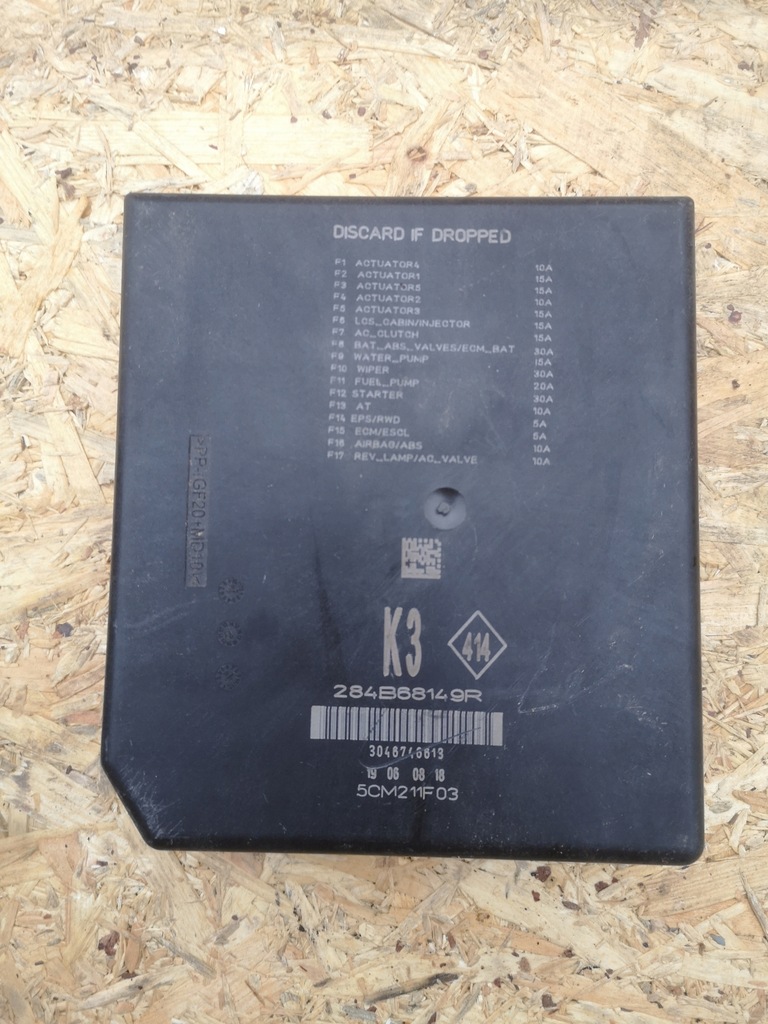 DISCARD IF DROPPED
F1 ACTUATOR4 10A
F2 ACTUATOR1 15A
F3 ACTUATOR5 15A
F4 ACTUATOR2 10A
F5 ACTUATOR3 15A
F6 LCS_CABIN/INJECTOR 15A
F7 AC_CLUTCH 15A
F8 BAT_ABS_VALVES/ECM_BAT 30A
F9 WATER_PUMP 15A
F10 WIPER 30A
F11 FUEL_PUMP 20A
F12 STARTER 30A
F13 AT 10A
F14 EPS/RWD 5A
F15 ECM/ESCL 5A
F16 AIRBAG/ABS 10A
F17 REV_LAMP/AC_VALVE 10A
K3
414
284B68149R
3046746613
19 06 08 18
5CM211F03